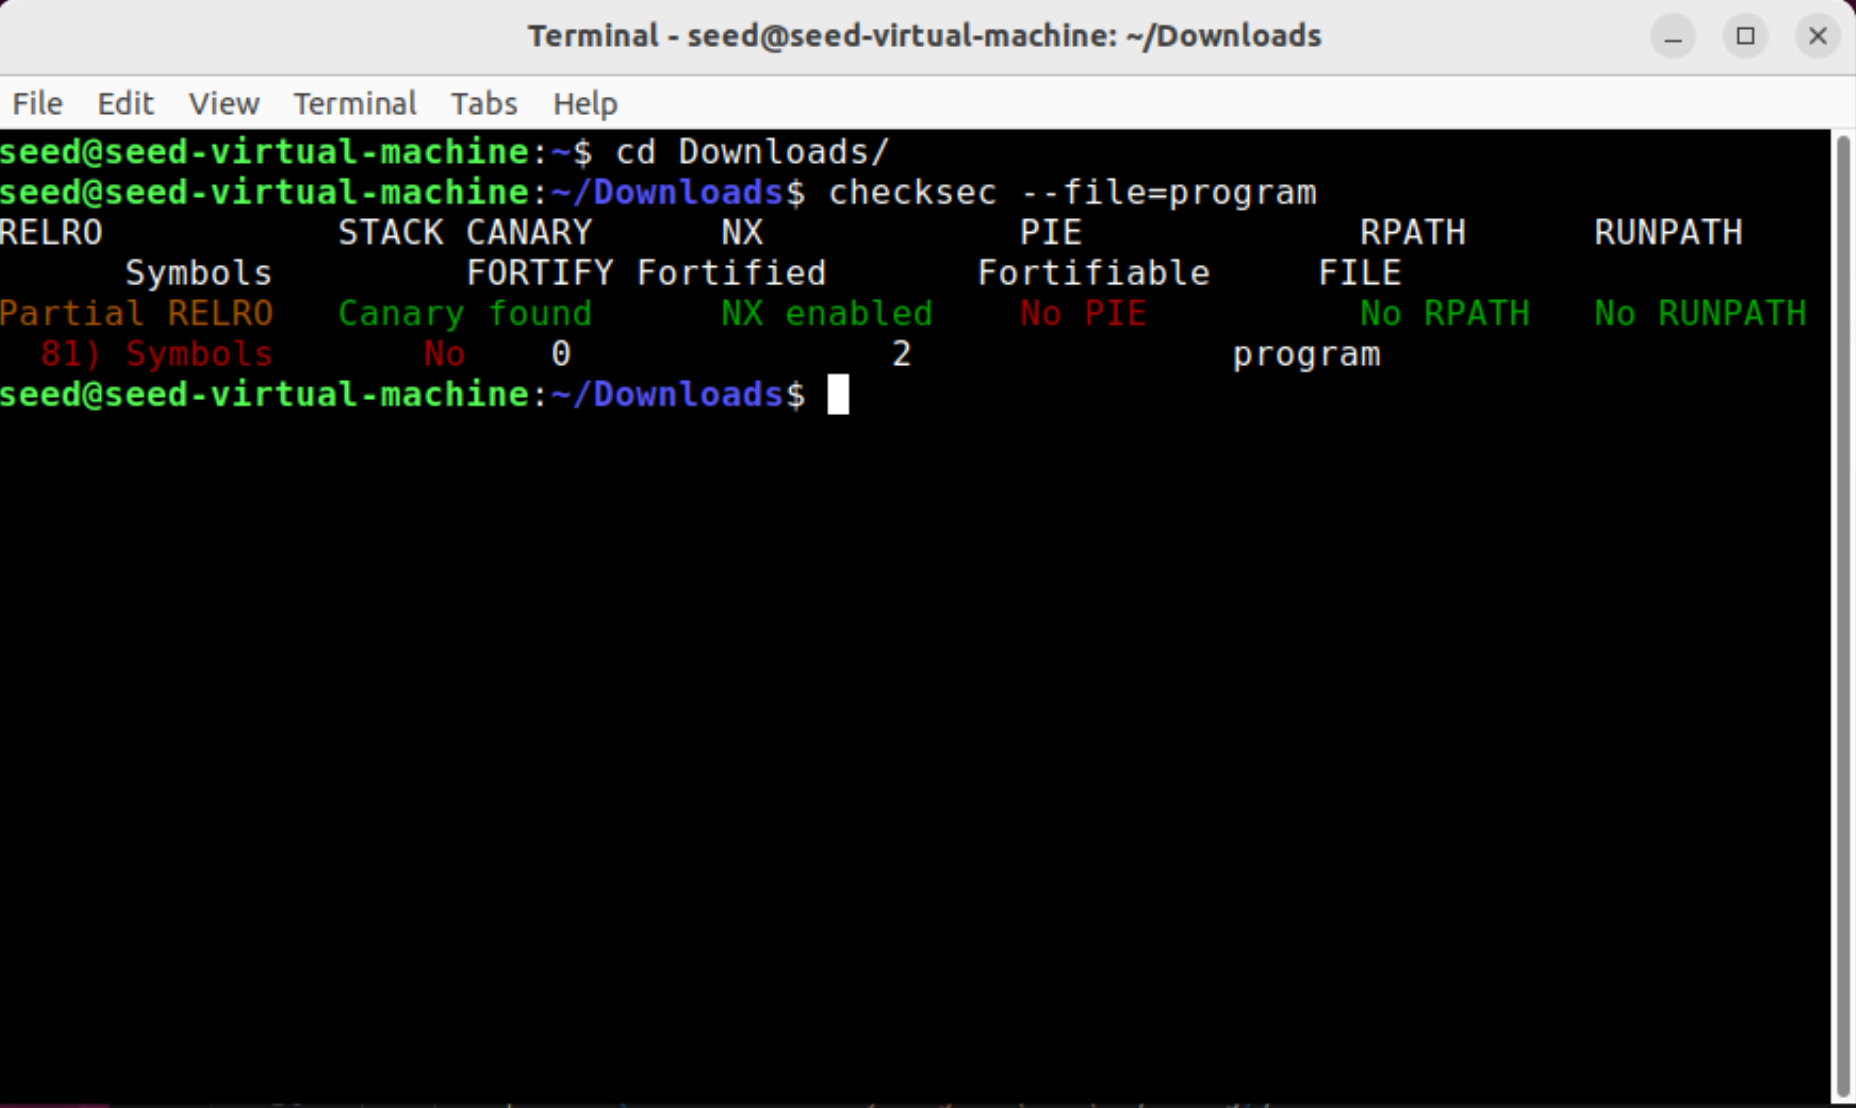 Terminal - seed@seed-virtual-machine: ~/Downloads
File Edit View Terminal Tabs Help
seed@seed-virtual-machine:~$ cd Downloads/
seed@seed-virtual-machine:~/Downloads$ checksec --file=program
RELRO STACK CANARY NX PIE RPATH RUNPATH
Symbols FORTIFY Fortified Fortifiable FILE
Partial RELRO Canary found NX enabled No PIE No RPATH No RUNPATH
81) Symbols No 0 2 program
seed@seed-virtual-machine:~/Downloads$